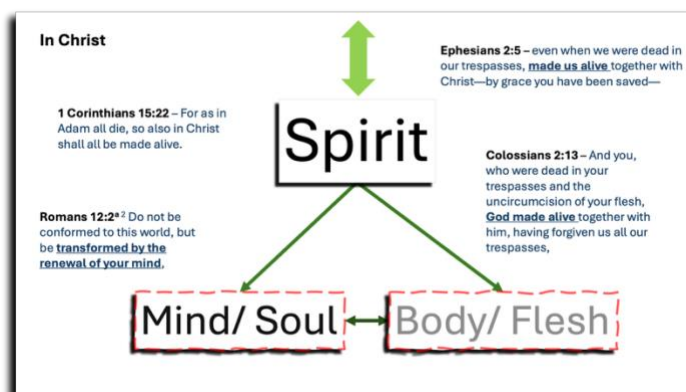 In Christ
Ephesians 2:5 – even when we were dead in
our trespasses, made us alive together with
Christ—by grace you have been saved—
1 Corinthians 15:22 – For as in
Adam all die, so also in Christ
shall all be made alive.
Spirit
Colossians 2:13 – And you,
who were dead in your
trespasses and the
uncircumcision of your flesh,
God made alive together with
him, having forgiven us all our
trespasses,
Romans 12:2ª ² Do not be
conformed to this world, but
be transformed by the
renewal of your mind,
Mind/ Soul
Body/ Flesh